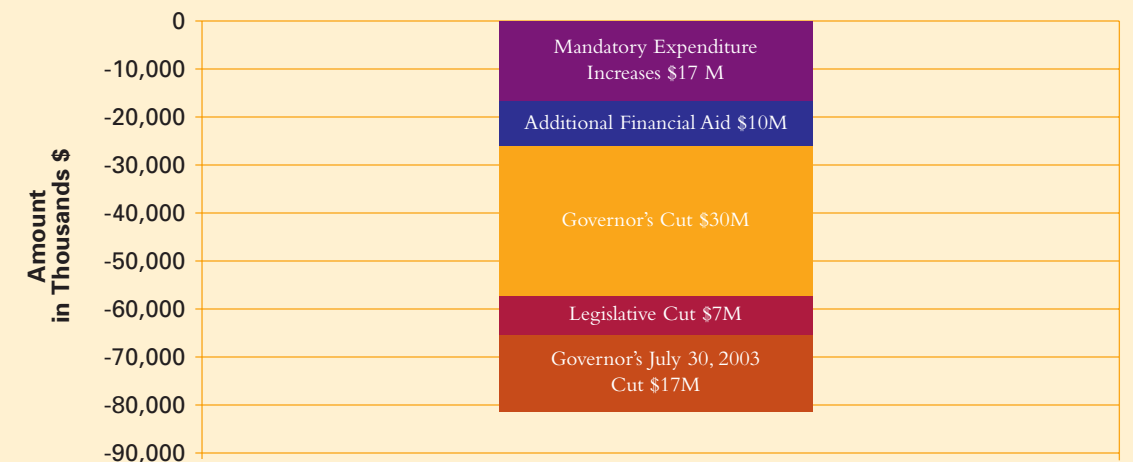 0
-10,000
-20,000
-30,000
-40,000
-50,000
-60,000
-70,000
-80,000
-90,000
Amount
in Thousands $
Mandatory Expenditure
Increases $17 M
Additional Financial Aid $10M
Governor’s Cut $30M
Legislative Cut $7M
Governor’s July 30, 2003
Cut $17M